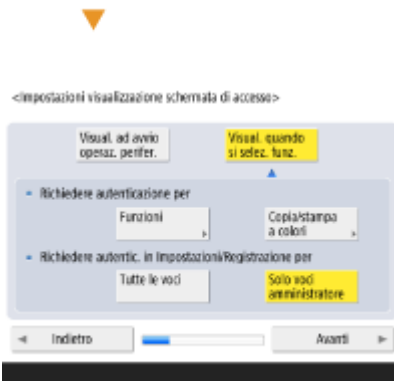 <Impostazioni visualizzazione schermata di accesso>
Visual. ad avvio
operaz. perifer.
Visual. quando
si selez. funz.
Richiedere autenticazione per
Funzioni
Copia/stampa
a colori
Richiedere autentic. in Impostazioni/Registrazione per
Tutte le voci
Solo voci
amministratore
Indietro
Avanti